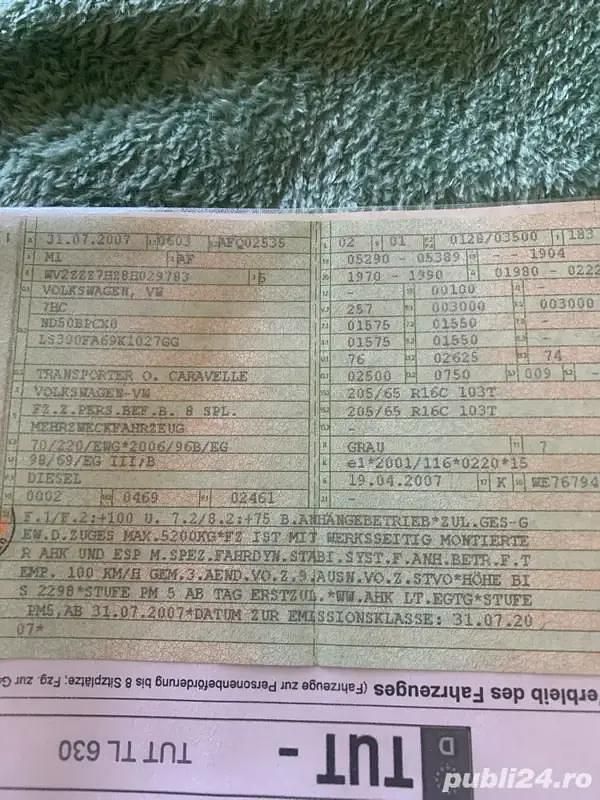 31.07.2007 0603 AFQ02535
M1 AF
WV2ZZZ7HZ8H029783 5
VOLKSWAGEN, VW
7HC
ND50BPCX0
LS390FA69K1027GG
TRANSPORTER O. CARAVELLE
VOLKSWAGEN-VW
FZ.Z.PERS.BEF.B. 8 SPL.
MEHRZWECKFAHRZEUG
70/220/EWG*2006/96B/EG
98/69/EG III;B
DIESEL
0002 0469 02461
02 01 0128/03500 183
05290 - 05389 - - 1904
1970 - 1990 01980 -0222
- 00100 -
257 003000 003000
01575 01550 -
01575 01550 -
76 02625 74
02500 0750 009 -
205/65 R16C 103T
205/65 R16C 103T
GRAU 7
e1*2001/116*0220*15
19.04.2007 K WE76794
-
F.1/F.2:+100 U. 7.2/8.2:+75 B.ANHÄNGEBETRIEB*ZUL.GES-G
EW.D.ZUGES MAX.5200KG*FZ IST MIT WERKSSEITIG MONTIERTE
R AHK UND ESP M.SPEZ.FAHRDYN.STABI.SYST.F.ANH.BETR.F.T
EMP. 100 KM/H GEM.3.AEND.VO.Z.9.AUSN.VO.Z.STVO*HÖHE BI
S 2298*STUFE PM 5 AB TAG ERSTZUL.*WW.AHK LT.EGTG*STUFE
PM5,AB 31.07.2007*DATUM ZUR EMISSIONSKLASSE: 31.07.20
07*
erbleib des Fahrzeuges (Fahrzeuge zur Personenbeförderung bis 8 Sitzplätze; Fzg. zur G
D TUT - TUT TL 630
publi24.ro